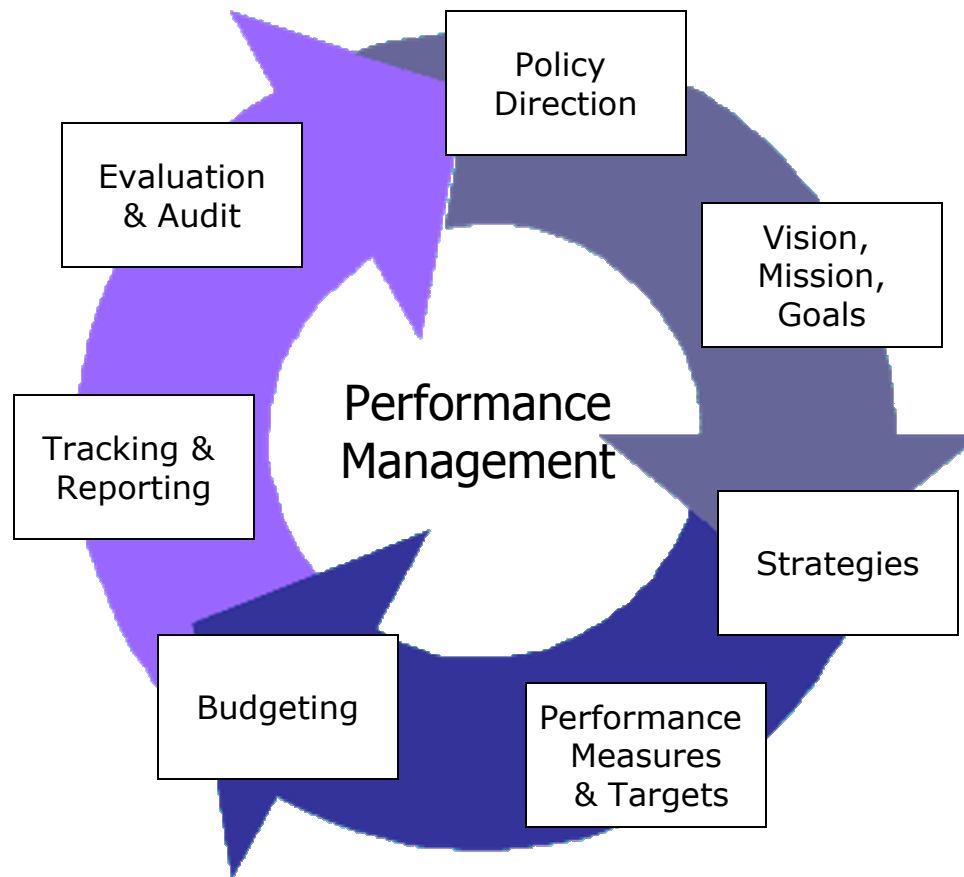 Policy
Direction
Vision,
Mission,
Goals
Strategies
Performance
Measures
& Targets
Budgeting
Tracking &
Reporting
Evaluation
& Audit
Performance
Management